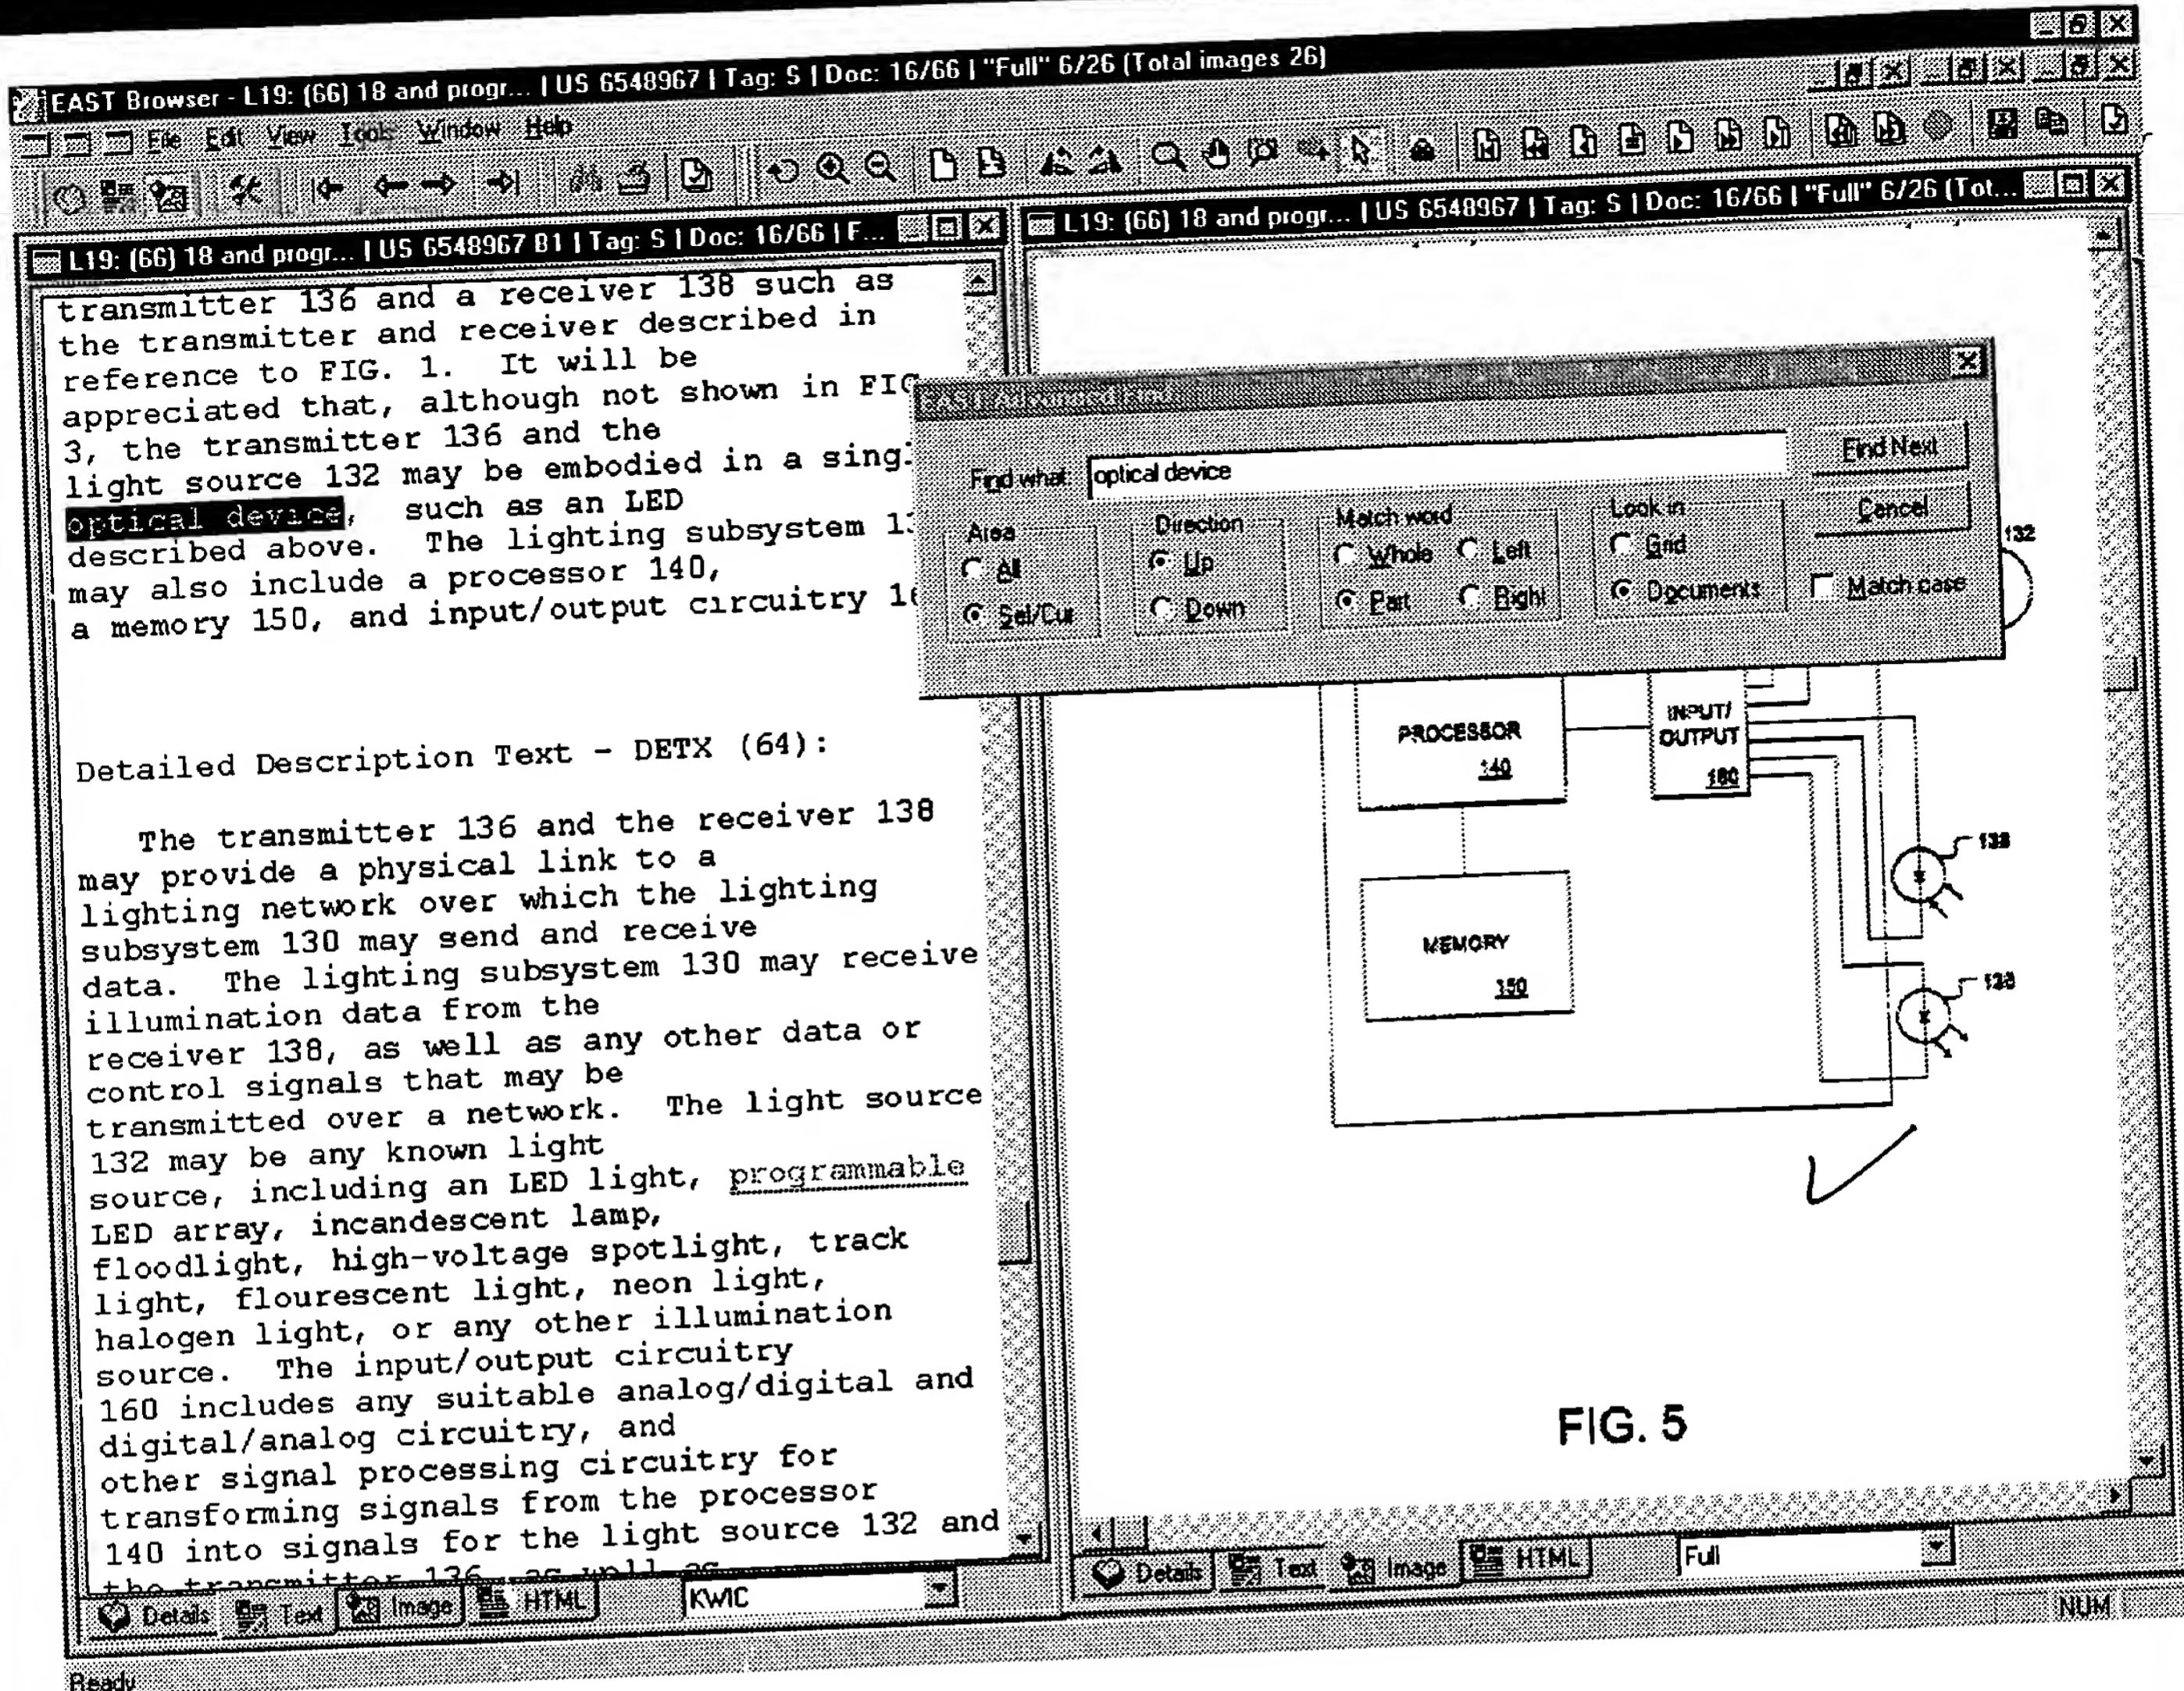 EAST Browser - L19: (66) 18 and progr... | US 6548967 | Tag: S | Doc: 16/66 | "Full" 6/26 (Total images 26)
File Edit View Tools Window Help
L19: (66) 18 and progr... | US 6548967 B1 | Tag: S | Doc: 16/66 | F...
transmitter 136 and a receiver 138 such as
the transmitter and receiver described in
reference to FIG. 1. It will be
appreciated that, although not shown in FIG
3, the transmitter 136 and the
light source 132 may be embodied in a sing
optical device, such as an LED
described above. The lighting subsystem 13
may also include a processor 140,
a memory 150, and input/output circuitry 16
Detailed Description Text - DETX (64):
The transmitter 136 and the receiver 138
may provide a physical link to a
lighting network over which the lighting
subsystem 130 may send and receive
data. The lighting subsystem 130 may receive
illumination data from the
receiver 138, as well as any other data or
control signals that may be
transmitted over a network. The light source
132 may be any known light
source, including an LED light, programmable
LED array, incandescent lamp,
floodlight, high-voltage spotlight, track
light, flourescent light, neon light,
halogen light, or any other illumination
source. The input/output circuitry
160 includes any suitable analog/digital and
digital/analog circuitry, and
other signal processing circuitry for
transforming signals from the processor
140 into signals for the light source 132 and
the transmitter 136, as well as
Details Text Image HTML KWIC
L19: (66) 18 and progr... | US 6548967 | Tag: S | Doc: 16/66 | "Full" 6/26 (Tot...
EAST Advanced Find
Find what: optical device
Find Next
Cancel
Area
All
Sel/Cur
Direction
Up
Down
Match word
Whole Left
Part Right
Look in
Grid
Documents
Match case
132
PROCESSOR
140
INPUT/
OUTPUT
MEMORY
150
FIG. 5
Details Text Image HTML Full
NUM
Ready